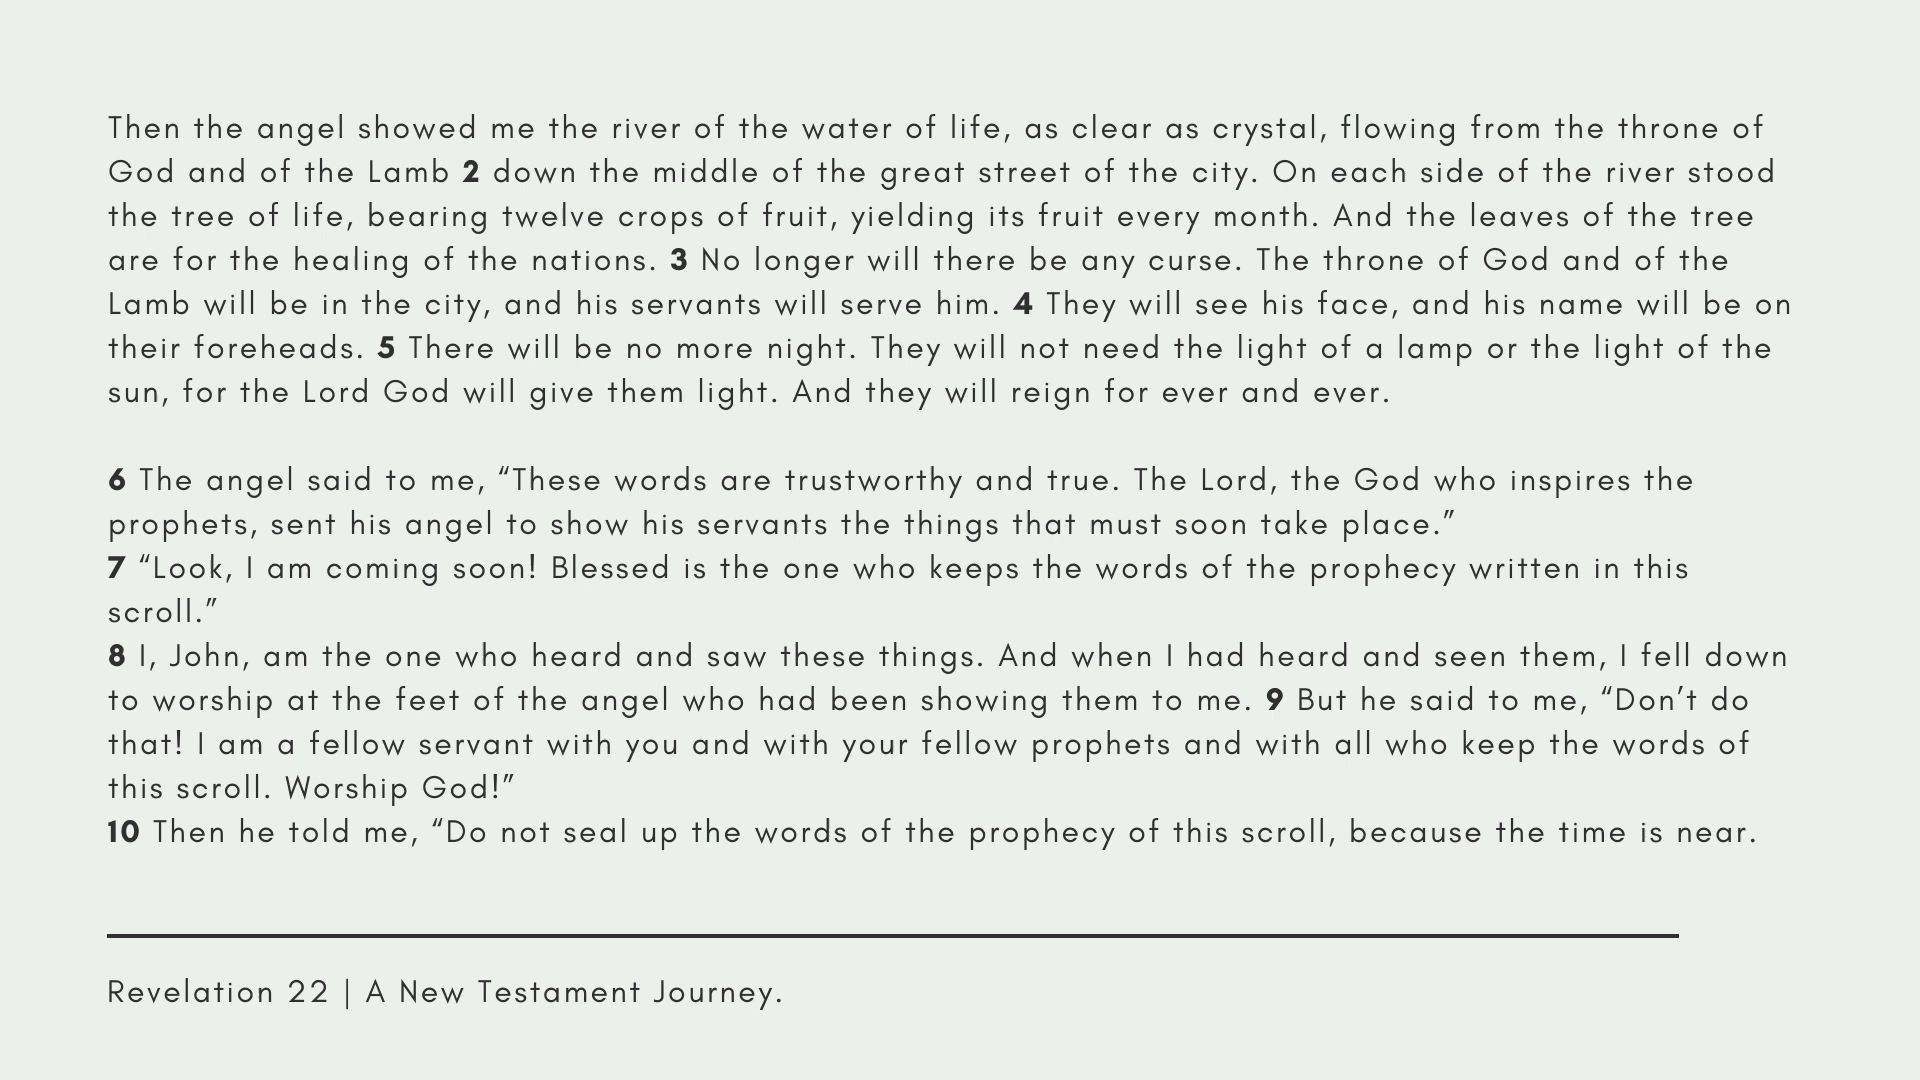 Then the angel showed me the river of the water of life, as clear as crystal, flowing from the throne of
God and of the Lamb 2 down the middle of the great street of the city. On each side of the river stood
the tree of life, bearing twelve crops of fruit, yielding its fruit every month. And the leaves of the tree
are for the healing of the nations. 3 No longer will there be any curse. The throne of God and of the
Lamb will be in the city, and his servants will serve him. 4 They will see his face, and his name will be on
their foreheads. 5 There will be no more night. They will not need the light of a lamp or the light of the
sun, for the Lord God will give them light. And they will reign for ever and ever.
6 The angel said to me, “These words are trustworthy and true. The Lord, the God who inspires the
prophets, sent his angel to show his servants the things that must soon take place.”
7 “Look, I am coming soon! Blessed is the one who keeps the words of the prophecy written in this
scroll.”
8 I, John, am the one who heard and saw these things. And when I had heard and seen them, I fell down
to worship at the feet of the angel who had been showing them to me. 9 But he said to me, “Don’t do
that! I am a fellow servant with you and with your fellow prophets and with all who keep the words of
this scroll. Worship God!”
10 Then he told me, “Do not seal up the words of the prophecy of this scroll, because the time is near.
Revelation 22 | A New Testament Journey.